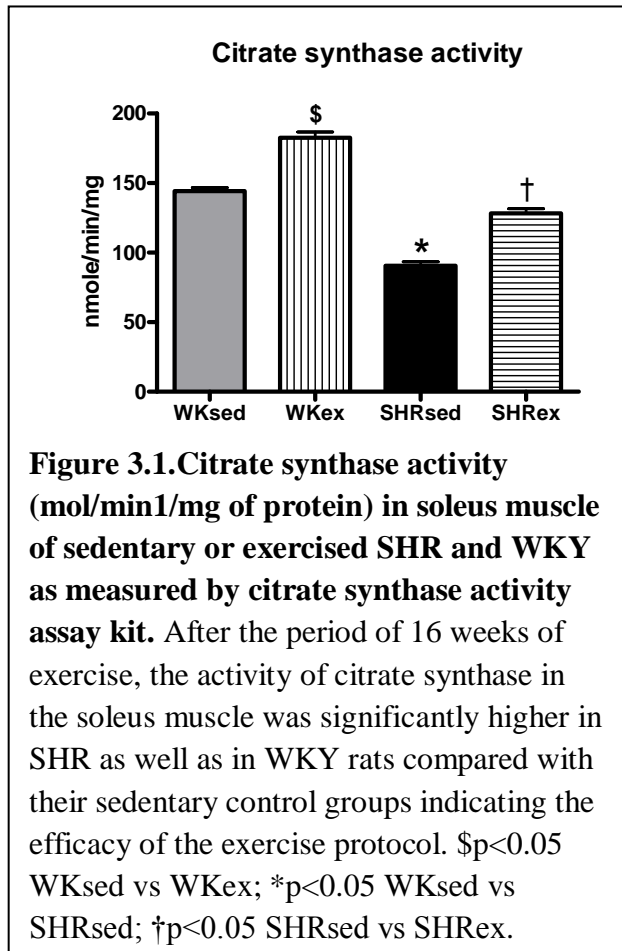 Citrate synthase activity
200
150
100
50
0
nmole/min/mg
$
*
†
WKsed WKex SHRsed SHRex
Figure 3.1.Citrate synthase activity
(mol/min1/mg of protein) in soleus muscle
of sedentary or exercised SHR and WKY
as measured by citrate synthase activity
assay kit. After the period of 16 weeks of
exercise, the activity of citrate synthase in
the soleus muscle was significantly higher in
SHR as well as in WKY rats compared with
their sedentary control groups indicating the
efficacy of the exercise protocol. $p<0.05
WKsed vs WKex; *p<0.05 WKsed vs
SHRsed; †p<0.05 SHRsed vs SHRex.